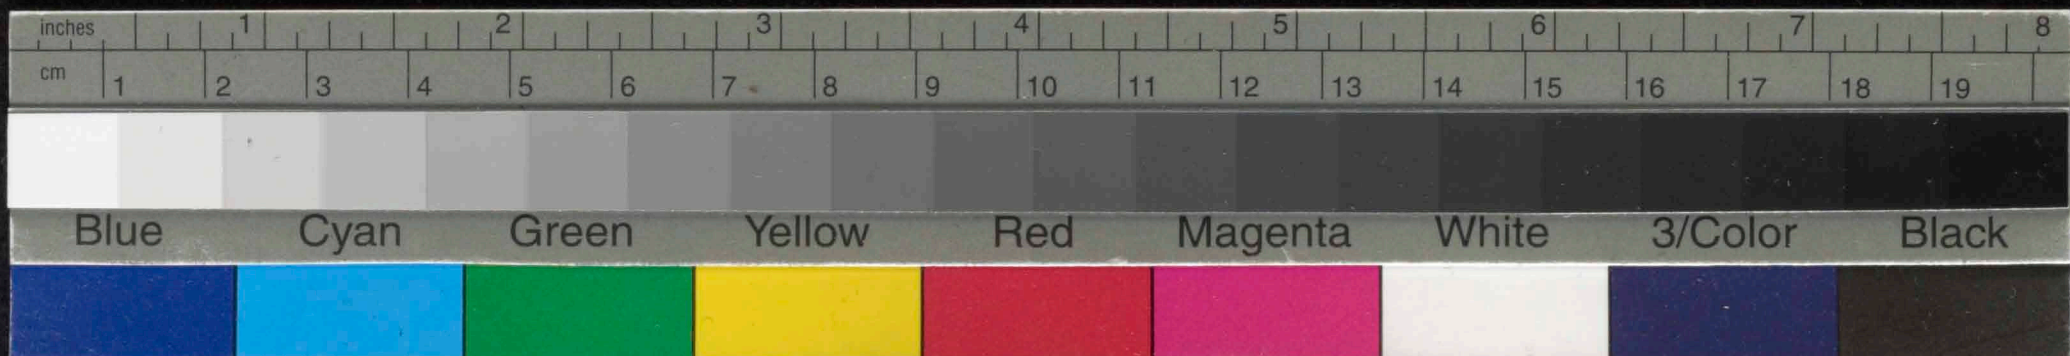 inches 1 2 3 4 5 6 7 8
cm 1 2 3 4 5 6 7 8 9 10 11 12 13 14 15 16 17 18 19
Blue Cyan Green Yellow Red Magenta White 3/Color Black